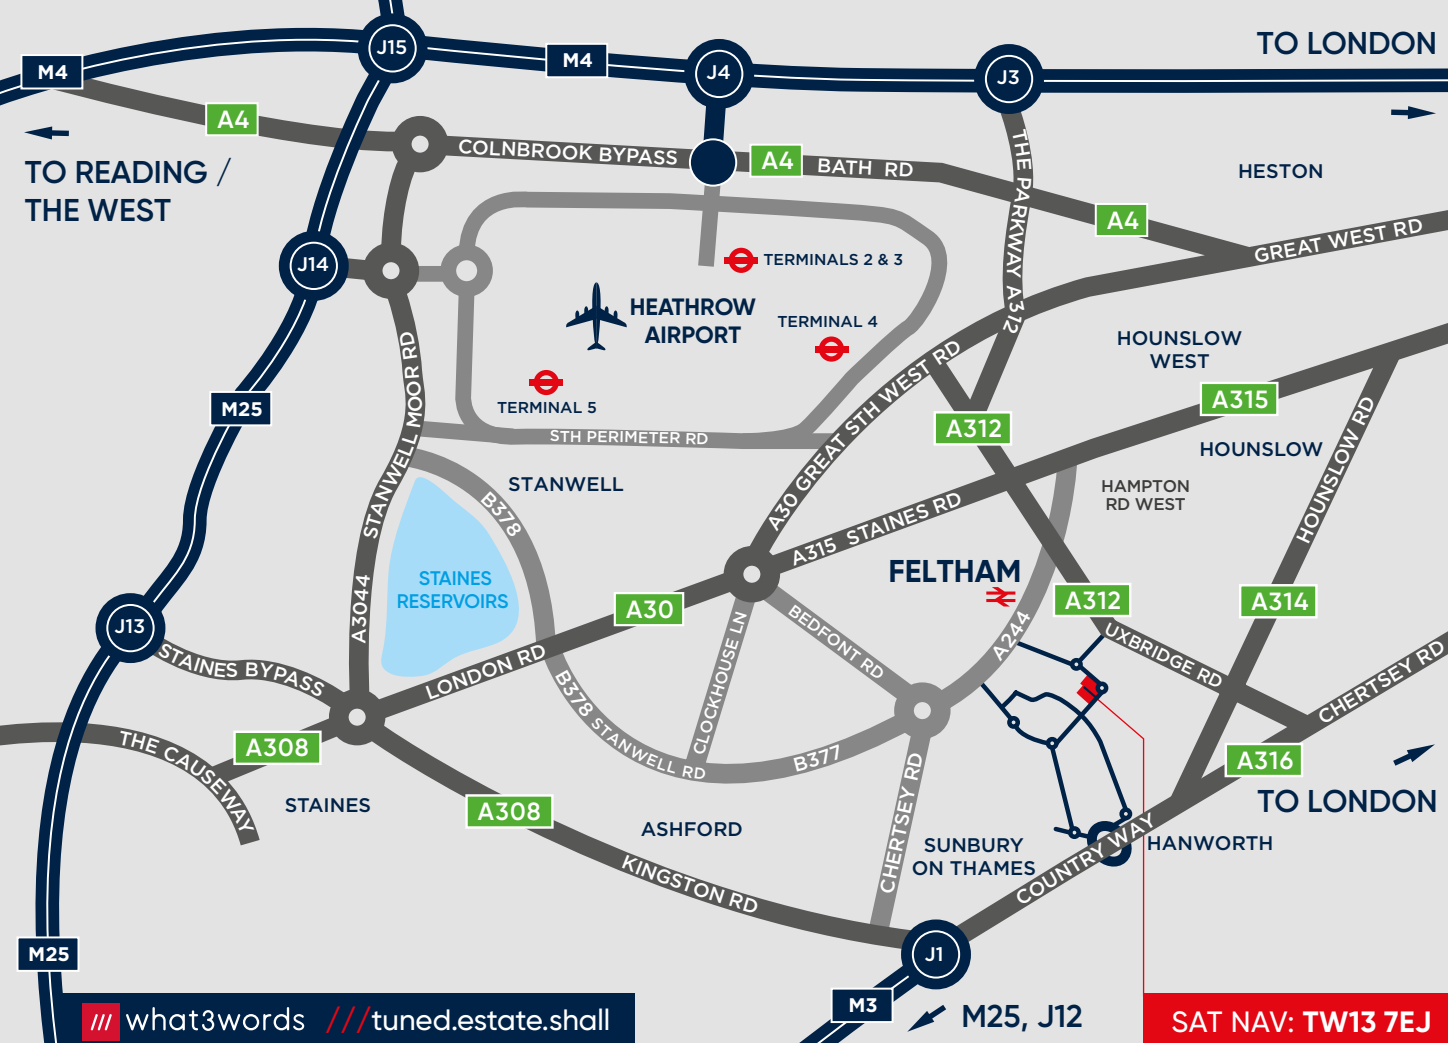 J15
TO LONDON
M4
M4
J4
J3
A4
COLNBROOK BYPASS
A4
BATH RD
THE PARKWAY A312
TO READING /
THE WEST
HESTON
A4
GREAT WEST RD
J14
TERMINALS 2 & 3
HEATHROW
AIRPORT
TERMINAL 4
TERMINAL 5
HOUNSLOW
WEST
STANWELL MOOR RD
A30 GREAT STH WEST RD
M25
A315
A312
STH PERIMETER RD
HOUNSLOW
HOUNSLOW RD
STANWELL
B378
HAMPTON
RD WEST
A315 STAINES RD
FELTHAM
STAINES
RESERVOIRS
A3044
A30
A312
A314
J13
STAINES BYPASS
LONDON RD
CLOCKHOUSE LN
BEDFONT RD
A244
UXBRIDGE RD
CHERTSEY RD
B378 STANWELL RD
B377
THE CAUSEWAY
A308
A316
CHERTSEY RD
STAINES
A308
TO LONDON
ASHFORD
SUNBURY
ON THAMES
COUNTRY WAY
HANWORTH
KINGSTON RD
M25
J1
M3
M25, J12
/// what3words ///tuned.estate.shall
SAT NAV: TW13 7EJ